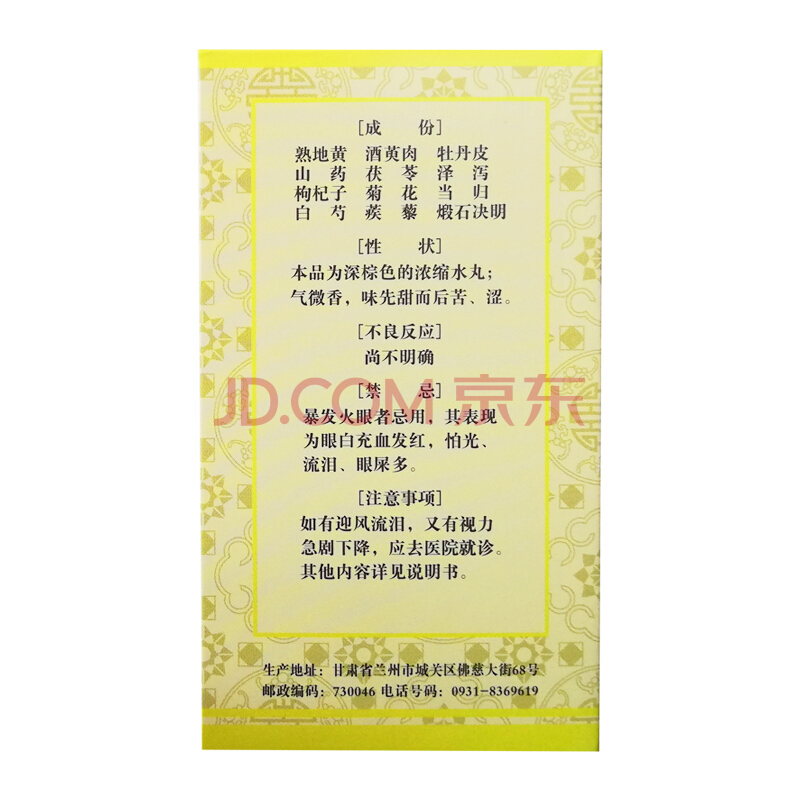 [成 份]
熟地黄 酒萸肉 牡丹皮
山 药 茯 苓 泽 泻
枸杞子 菊 花 当 归
白 芍 蒺 藜 煅石决明
[性 状]
本品为深棕色的浓缩水丸；
气微香，味先甜而后苦、涩。
[不良反应]
尚不明确
[禁 忌]
JD.COM 京东
暴发火眼者忌用，其表现
为眼白充血发红，怕光、
流泪、眼屎多。
[注意事项]
如有迎风流泪，又有视力
急剧下降，应去医院就诊。
其他内容详见说明书。
生产地址：甘肃省兰州市城关区佛慈大街68号
邮政编码：730046 电话号码：0931-8369619